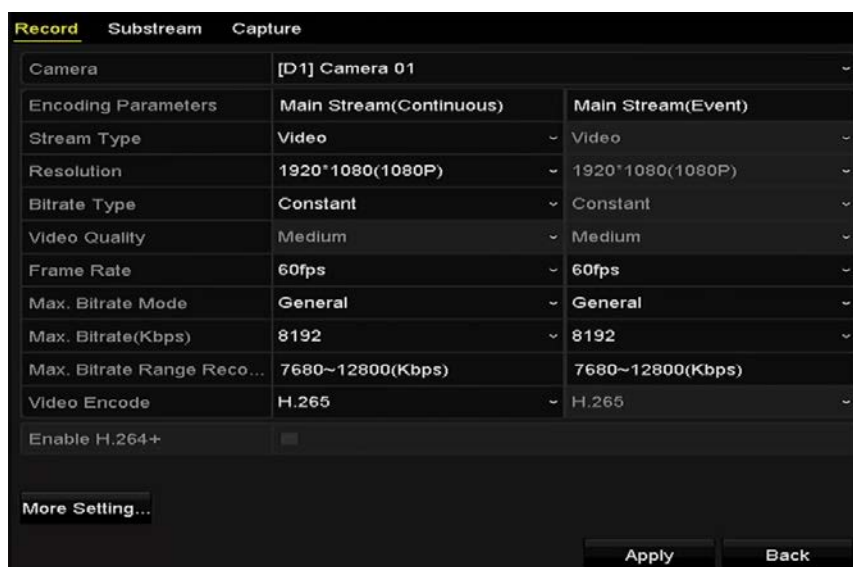 Record Substream Capture
Camera [D1] Camera 01
Encoding Parameters Main Stream(Continuous) Main Stream(Event)
Stream Type Video Video
Resolution 1920*1080(1080P) 1920*1080(1080P)
Bitrate Type Constant Constant
Video Quality Medium Medium
Frame Rate 60fps 60fps
Max. Bitrate Mode General General
Max. Bitrate(Kbps) 8192 8192
Max. Bitrate Range Reco... 7680~12800(Kbps) 7680~12800(Kbps)
Video Encode H.265 H.265
Enable H.264+
More Setting...
Apply Back